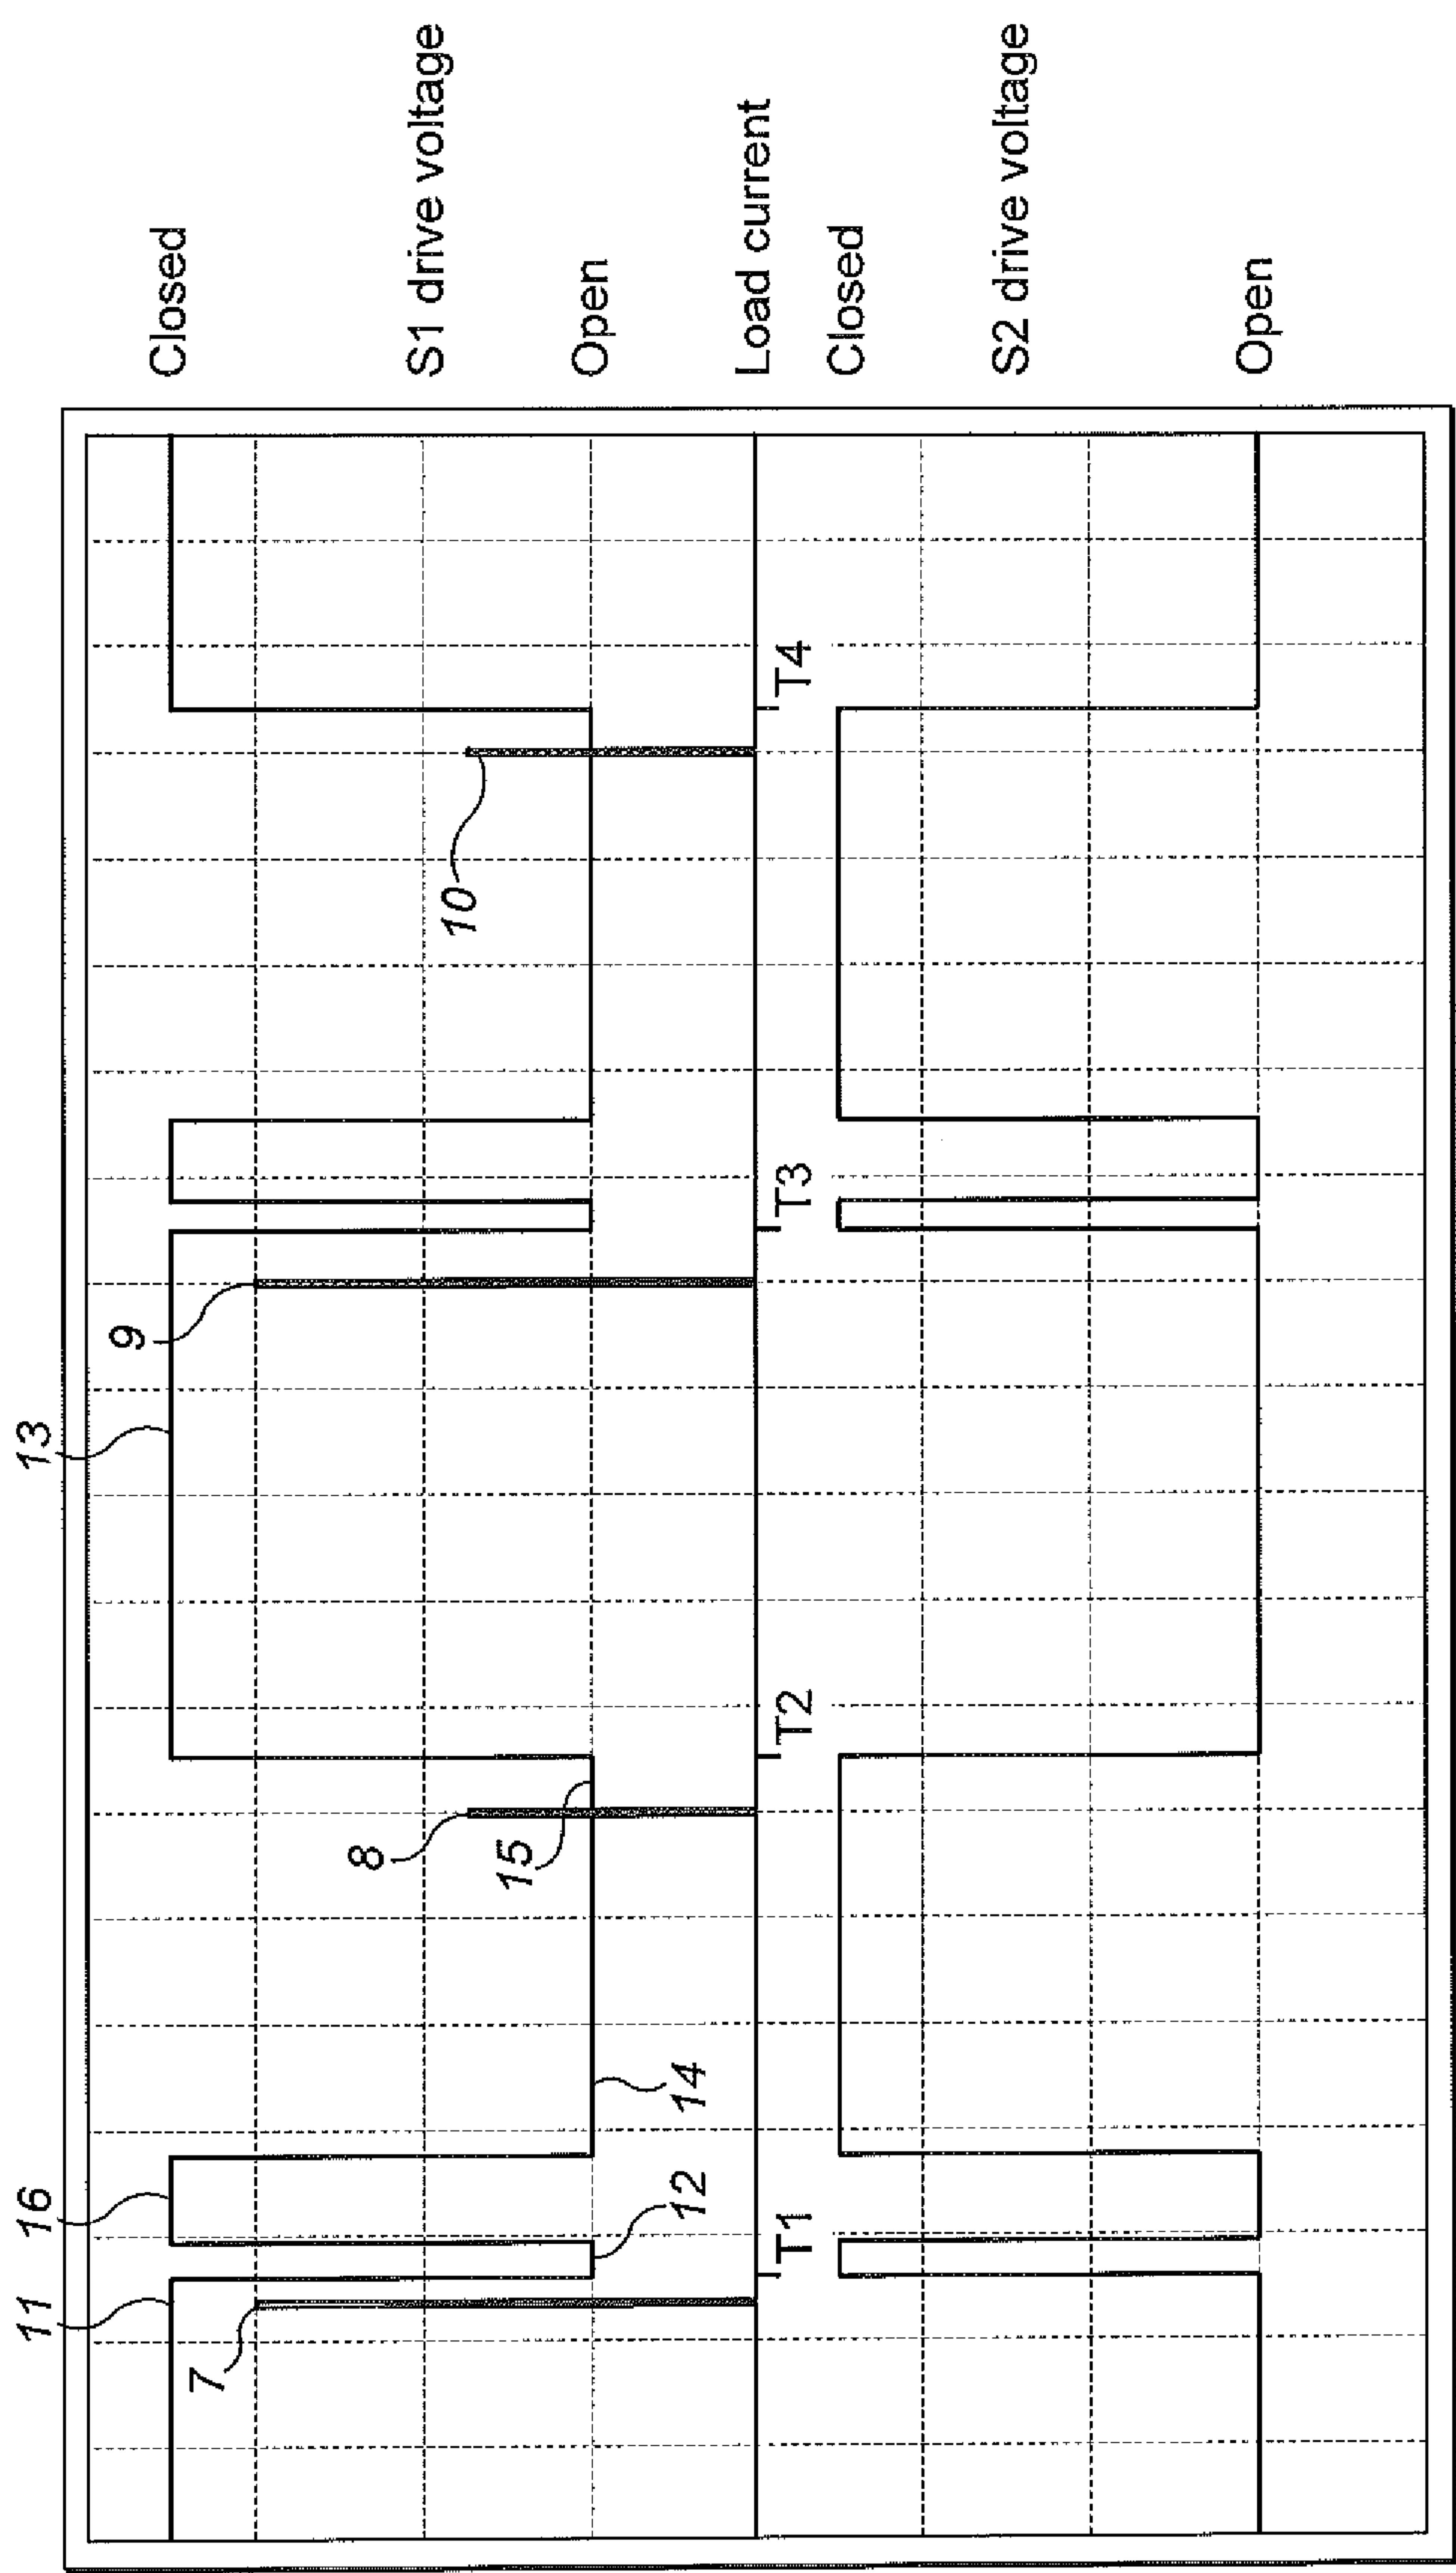 11
16
13
7
9
8
15
10
12
14
T1
T2
T3
T4
Closed
S1 drive voltage
Open
Load current
Closed
S2 drive voltage
Open